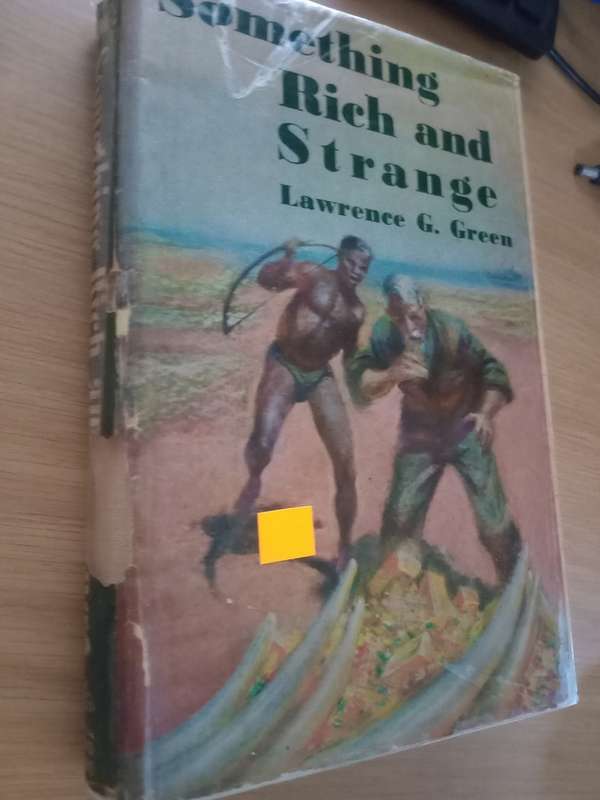 Something
Rich and
Strange
Lawrence G. Green